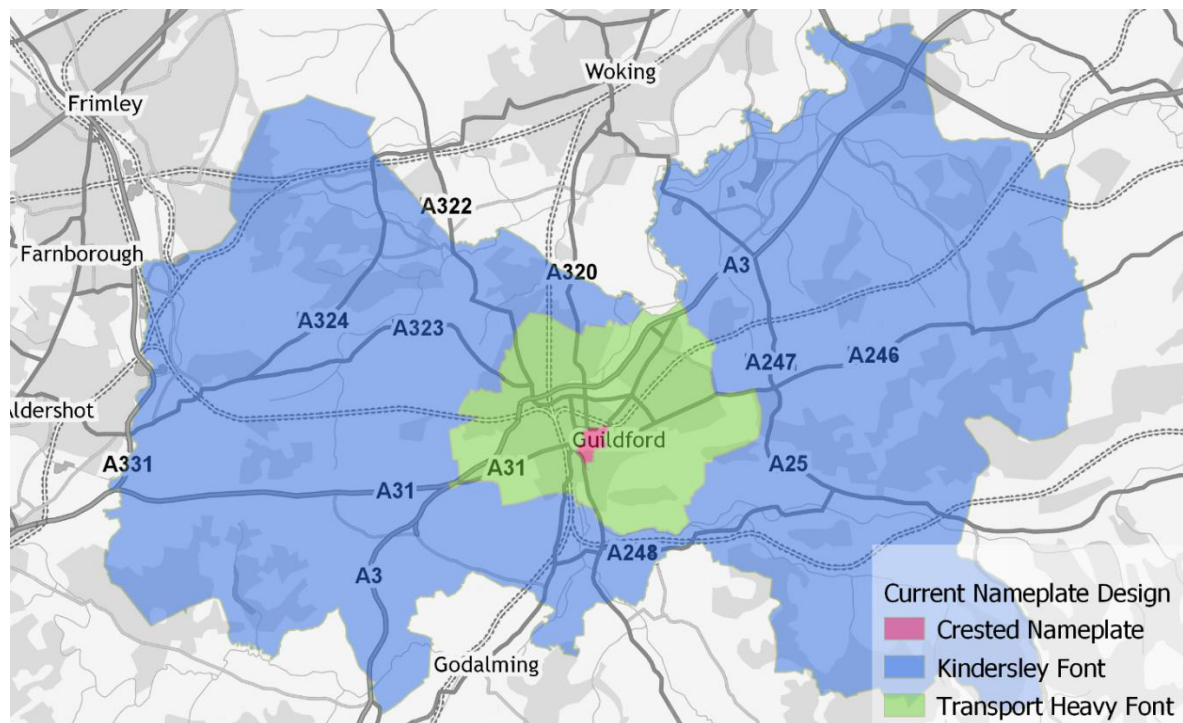 Woking
Frimley
A322
Farnborough
A320
A3
A324
A323
A247
A246
Aldershot
Guildford
A331
A31
A25
A31
A248
A3
Godalming
Current Nameplate Design
Crested Nameplate
Kindersley Font
Transport Heavy Font